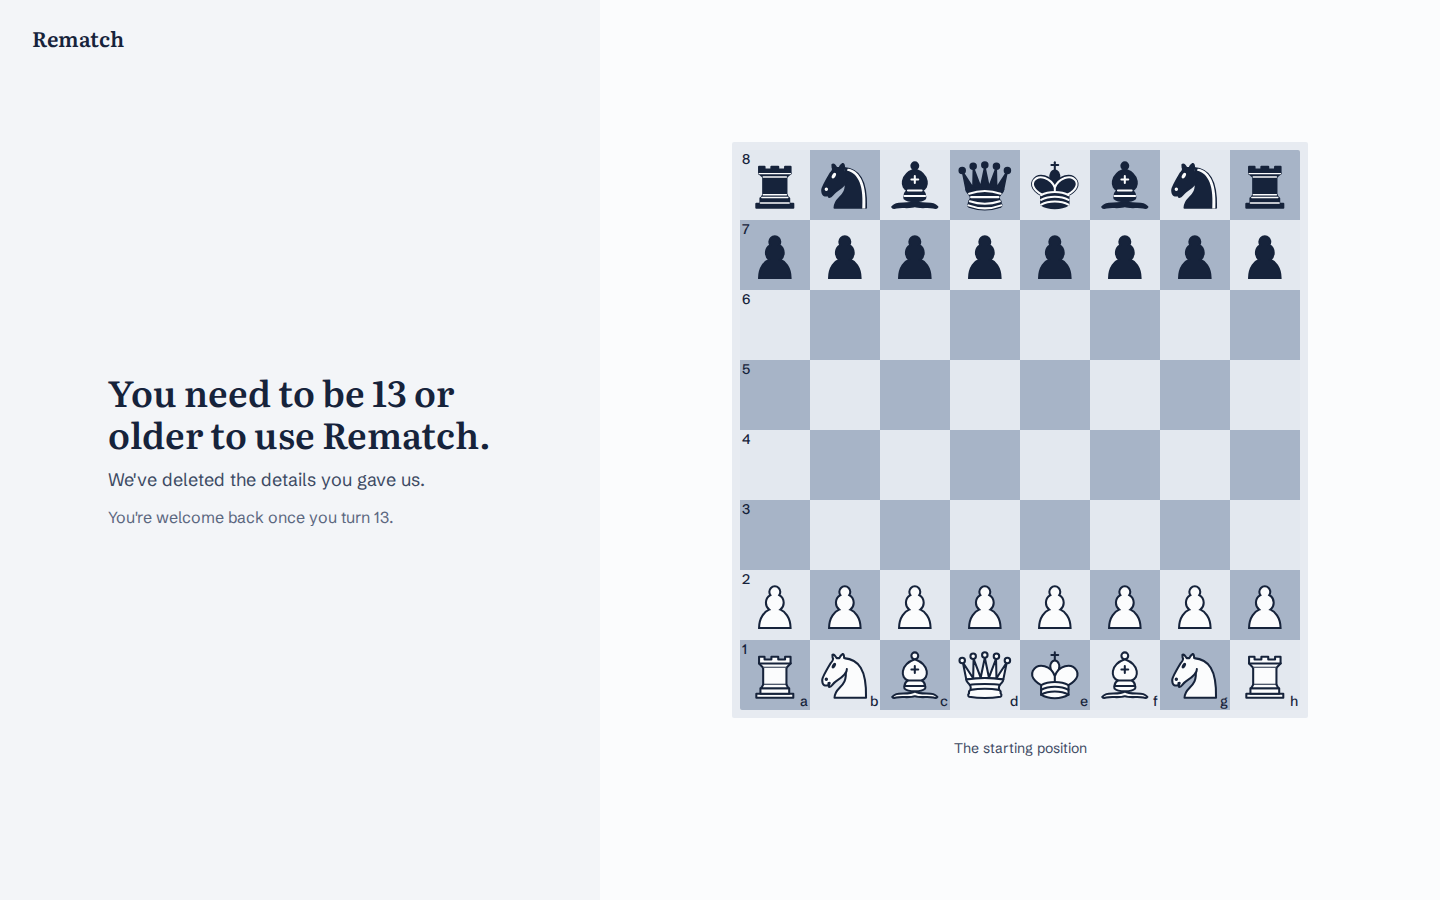 Rematch
You need to be 13 or
older to use Rematch.
We've deleted the details you gave us.
You're welcome back once you turn 13.
8
7
6
5
4
3
2
1
a b c d e f g h
The starting position